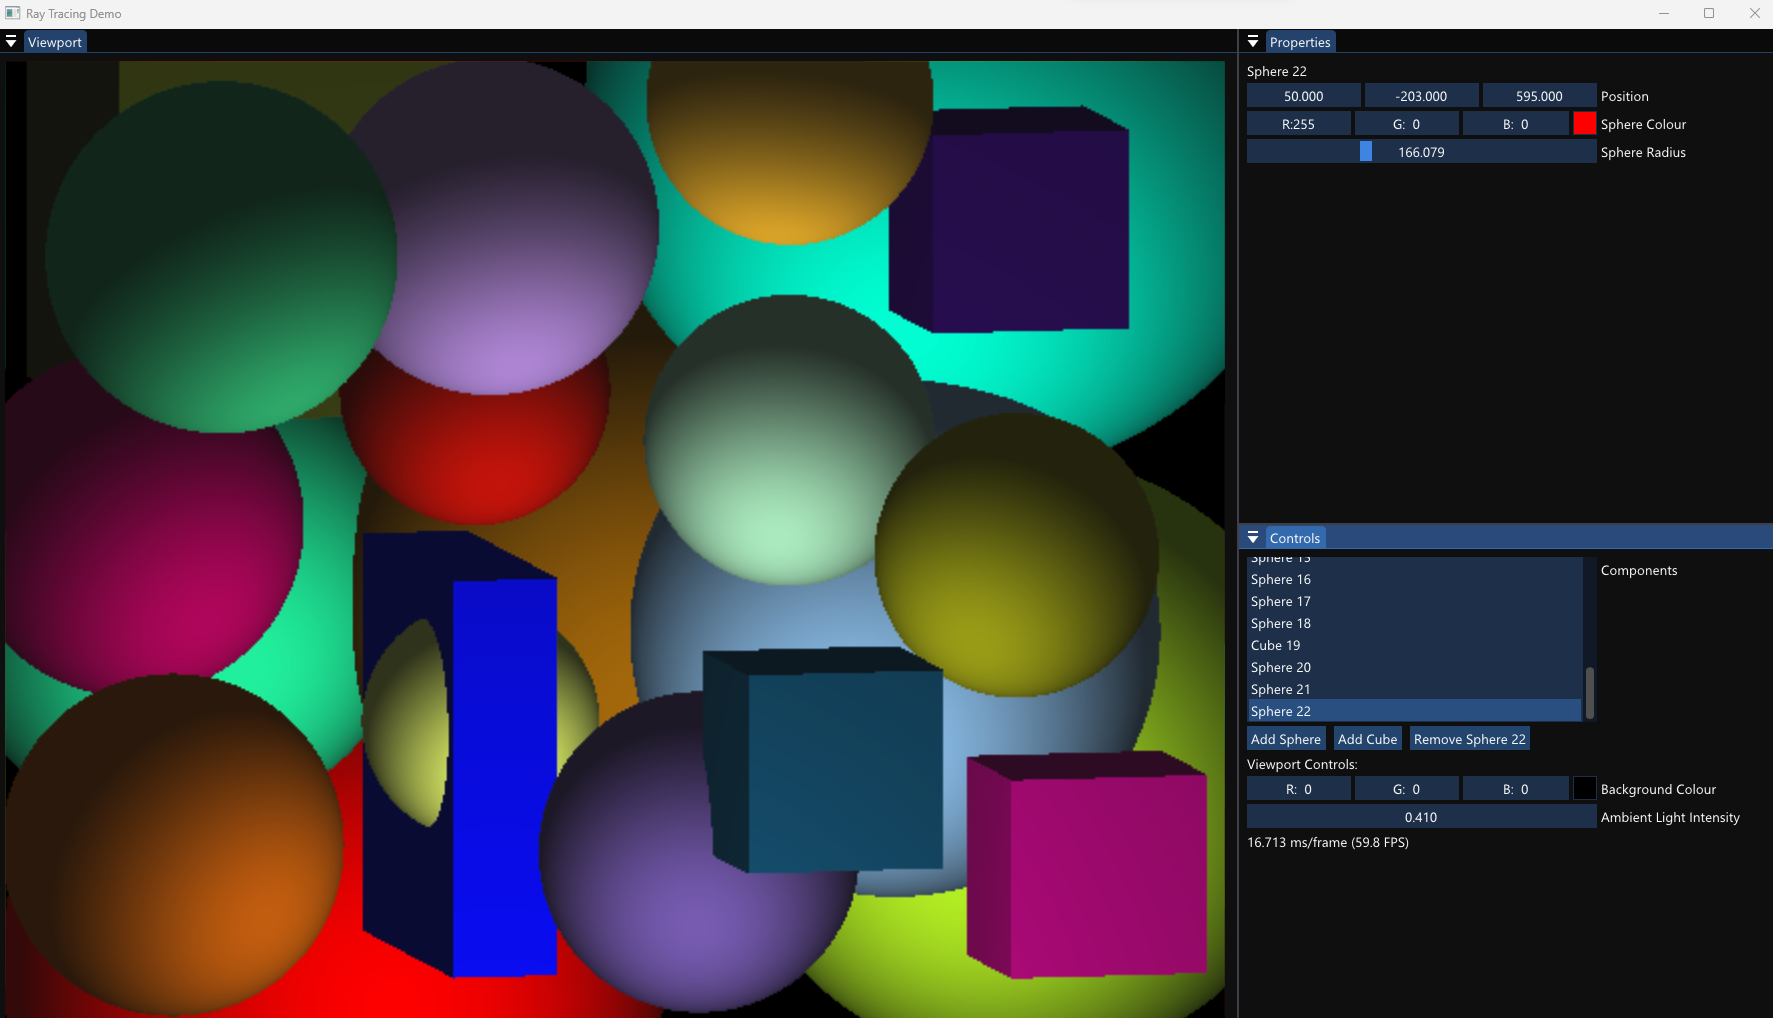 Ray Tracing Demo
Viewport
Properties
Sphere 22
50.000 -203.000 595.000 Position
R:255 G: 0 B: 0 Sphere Colour
166.079 Sphere Radius
Controls
Sphere 15
Components
Sphere 16
Sphere 17
Sphere 18
Cube 19
Sphere 20
Sphere 21
Sphere 22
Add Sphere Add Cube Remove Sphere 22
Viewport Controls:
R: 0 G: 0 B: 0 Background Colour
0.410 Ambient Light Intensity
16.713 ms/frame (59.8 FPS)